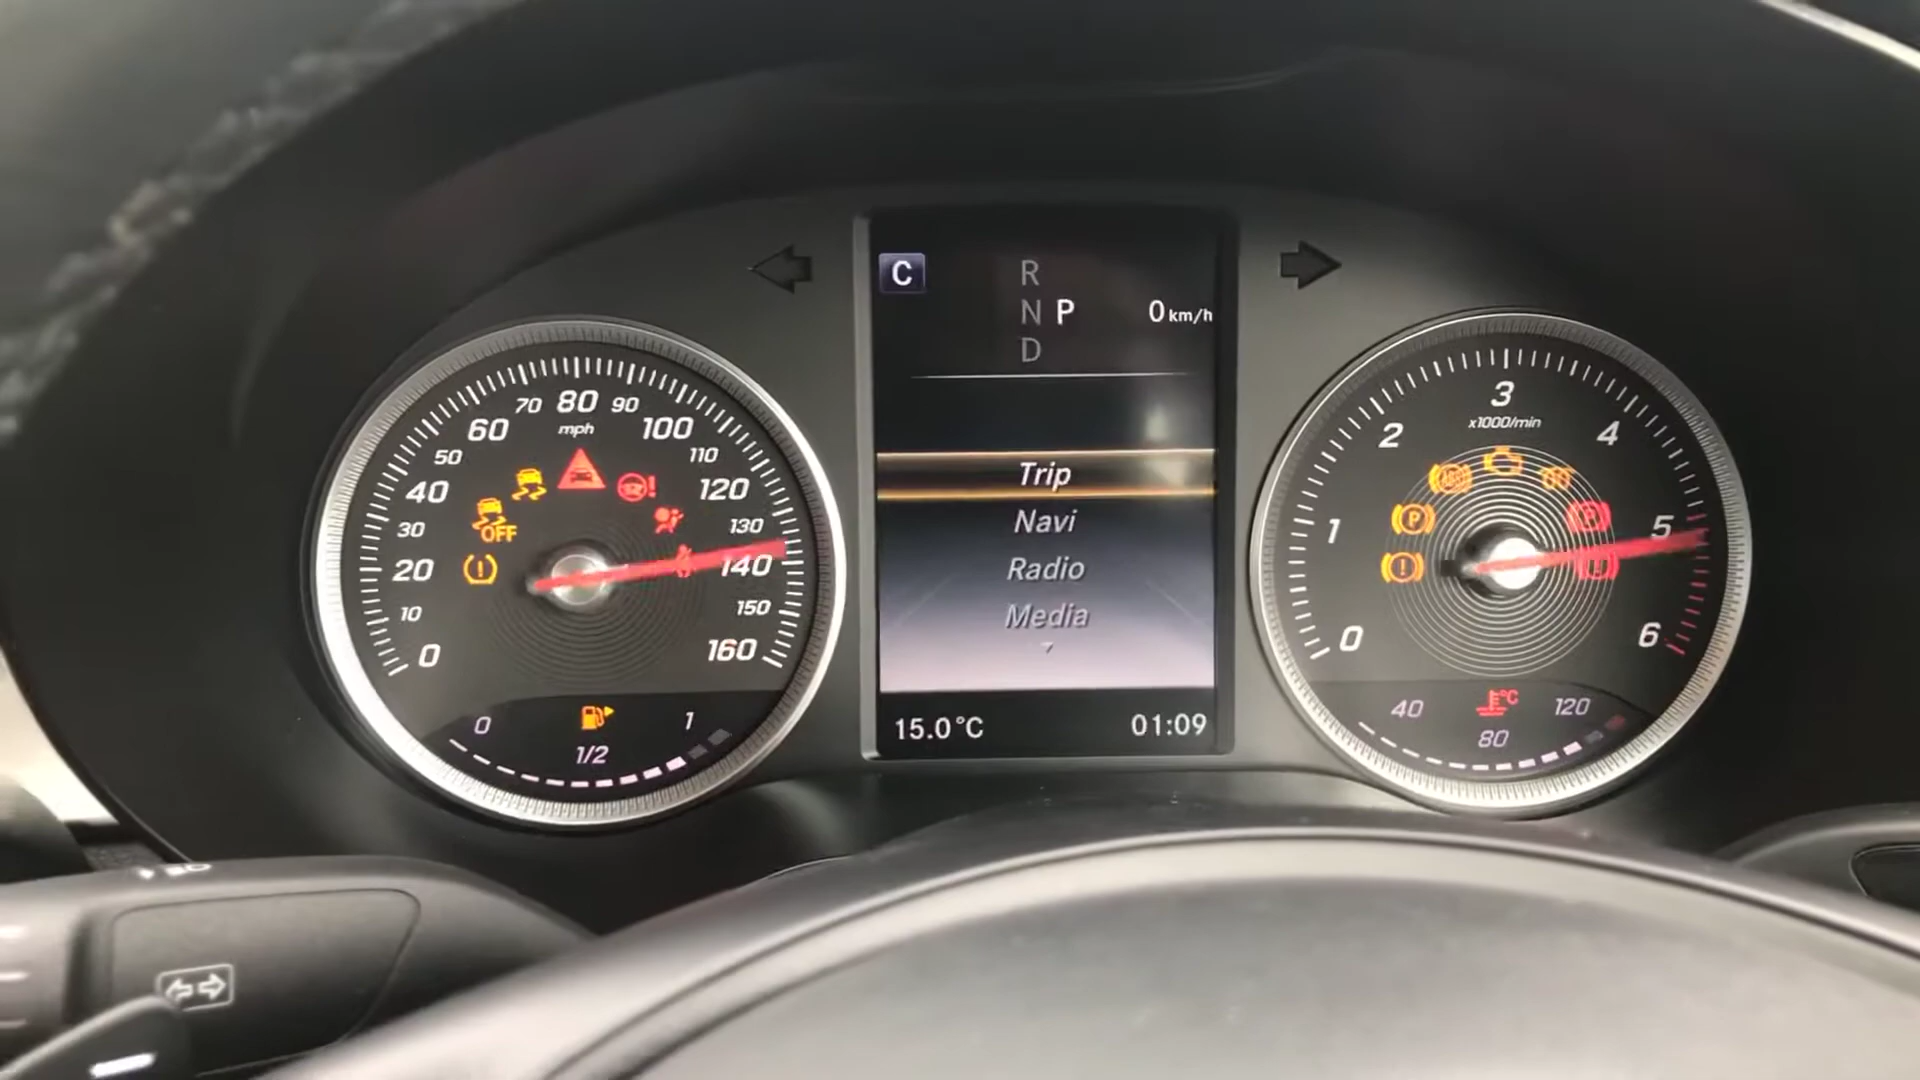 C
R
N P 0 km/h
D
Trip
Navi
Radio
Media
15.0°C 01:09
0
10
20
30
40
50
60
70
80
90
100
110
120
130
140
150
160
mph
OFF
0 1/2 1
0
1
2
3
4
5
6
x1000/min
ABS
P
P
°C
40 80 120